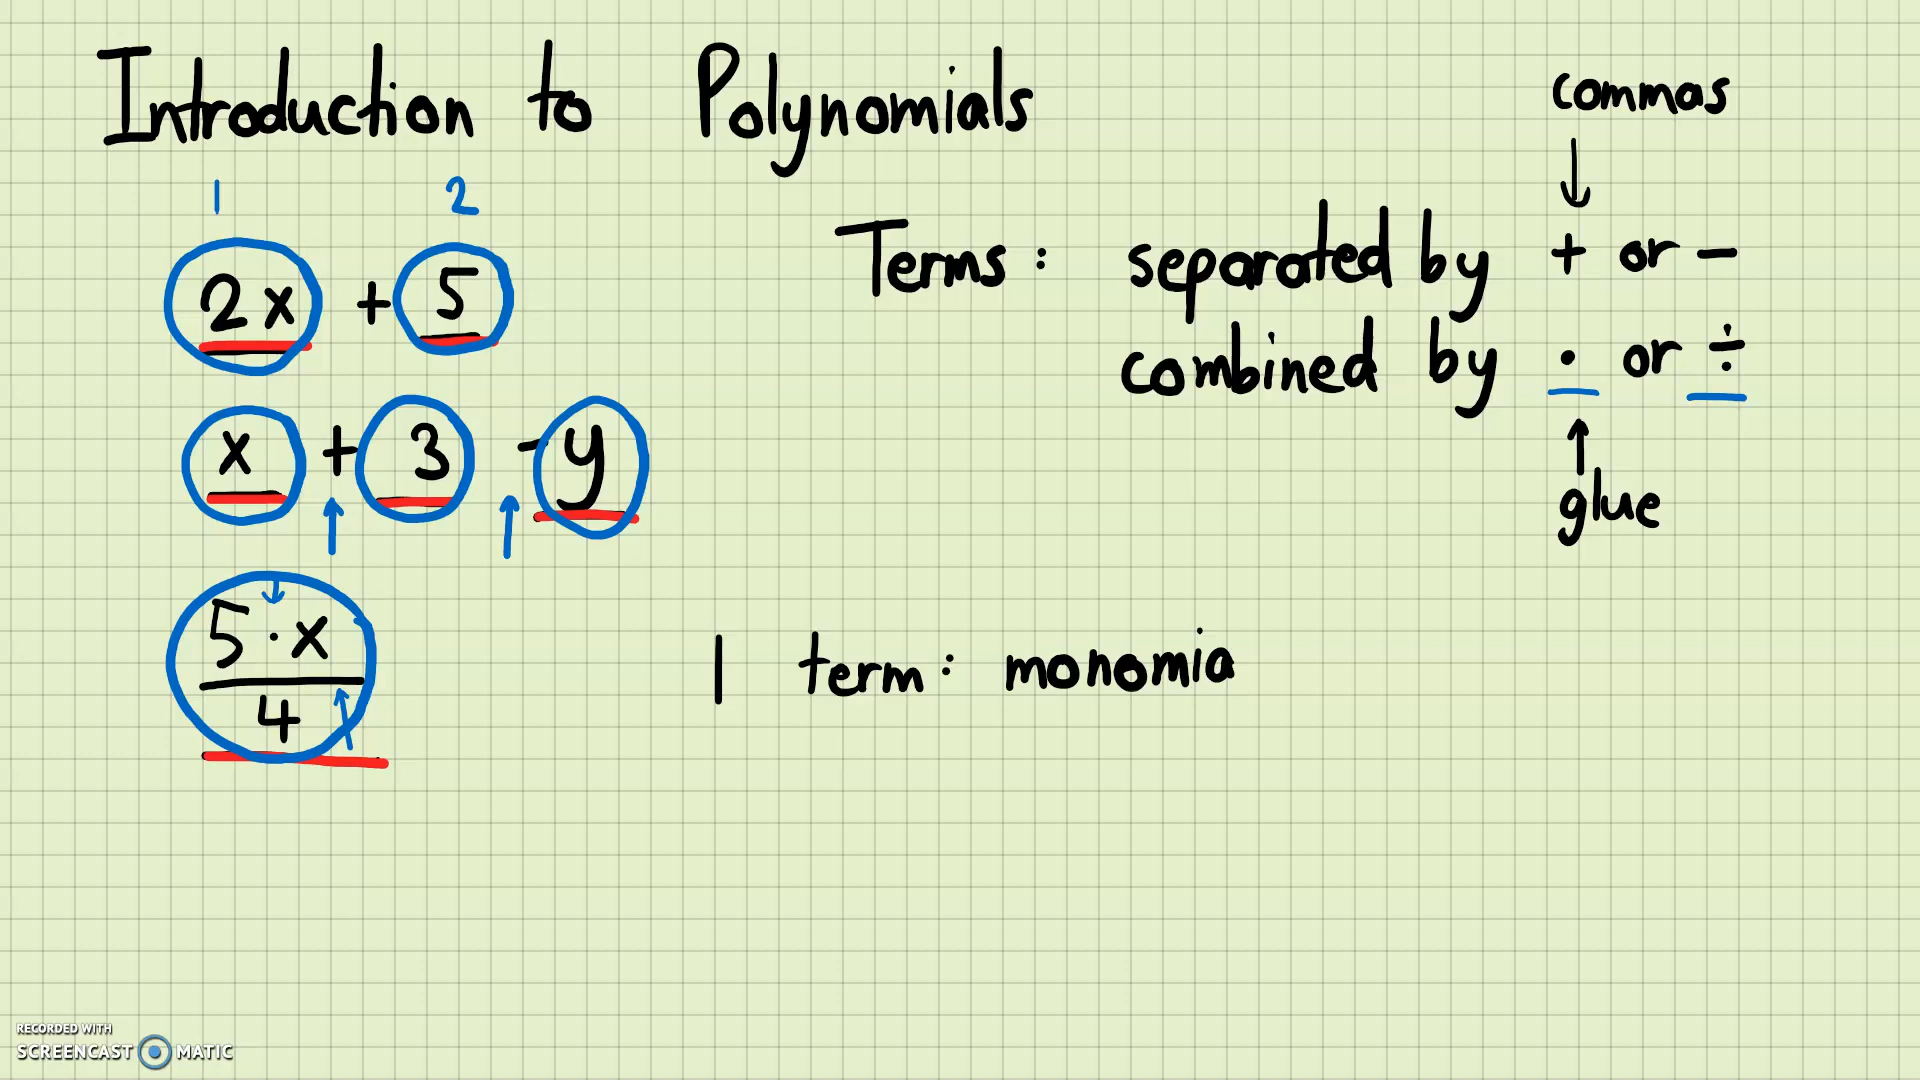 Introduction to Polynomials
commas
↓
1 2
2x + 5
Terms: separated by + or −
combined by · or ÷
x + 3 - y
↑
glue
5 · x
4
1 term: monomia
RECORDED WITH
SCREENCAST MATIC